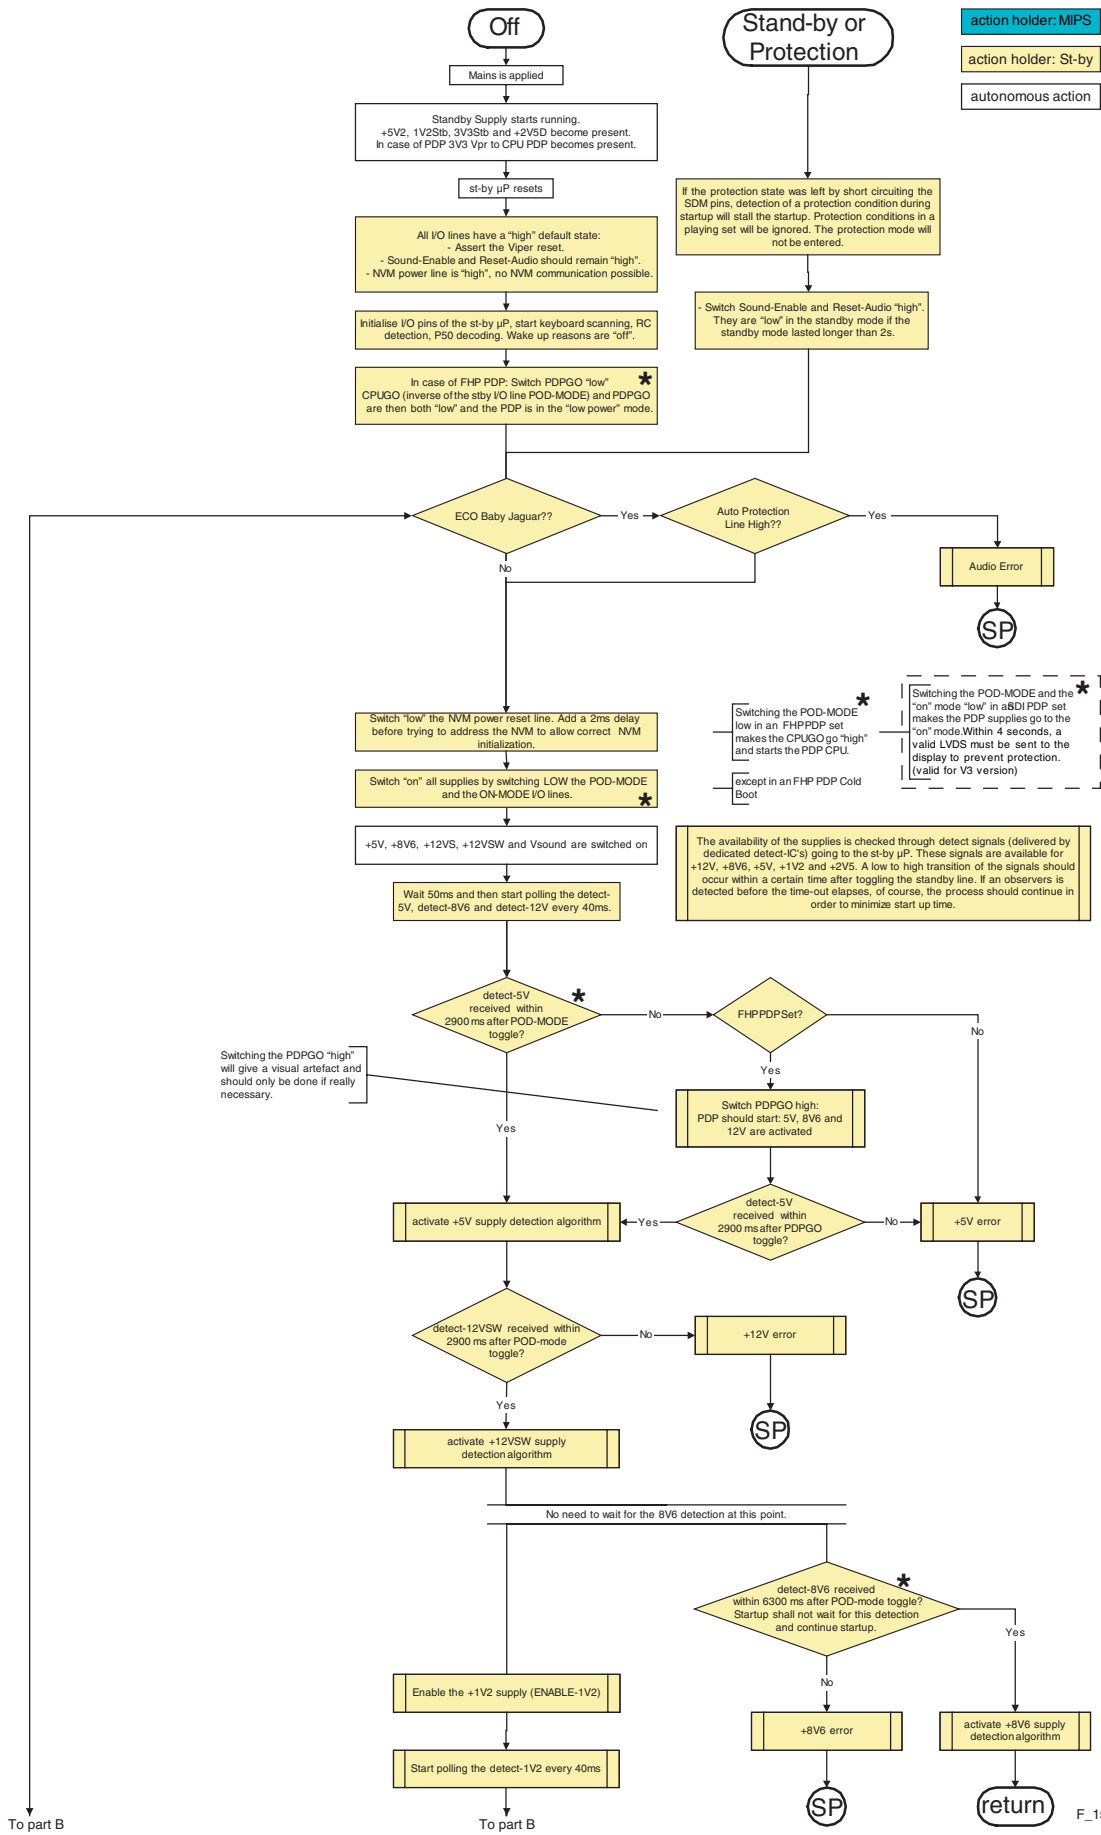 Off
Stand-by or
Protection
action holder: MIPS
action holder: St-by
autonomous action
Mains is applied
Standby Supply starts running.
+5V2, 1V2Stb, 3V3Stb and +2V5D become present.
In case of PDP 3V3 Vpr to CPU PDP becomes present.
st-by µP resets
If the protection state was left by short circuiting the
SDM pins, detection of a protection condition during
startup will stall the startup. Protection conditions in a
playing set will be ignored. The protection mode will
not be entered.
All I/O lines have a “high” default state:
- Assert the Viper reset.
- Sound-Enable and Reset-Audio should remain “high”.
- NVM power line is “high”, no NVM communication possible.
- Switch Sound-Enable and Reset-Audio “high”.
They are “low” in the standby mode if the
standby mode lasted longer than 2s.
Initialise I/O pins of the st-by µP, start keyboard scanning, RC
detection, P50 decoding. Wake up reasons are “off”.
In case of FHP PDP: Switch PDPGO “low” *
CPUGO (inverse of the stby I/O line POD-MODE) and PDPGO
are then both “low” and the PDP is in the “low power” mode.
ECO Baby Jaguar??
Yes
Auto Protection
Line High??
Yes
No
Audio Error
SP
Switching the POD-MODE *
low in an FHP PDP set
makes the CPUGO go “high”
and starts the PDP CPU.
Switching the POD-MODE and the *
“on” mode “low” in an SDI PDP set
makes the PDP supplies go to the
“on” mode. Within 4 seconds, a
valid LVDS must be sent to the
display to prevent protection.
(valid for V3 version)
Switch “low” the NVM power reset line. Add a 2ms delay
before trying to address the NVM to allow correct NVM
initialization.
except in an FHP PDP Cold
Boot
Switch “on” all supplies by switching LOW the POD-MODE
and the ON-MODE I/O lines. *
+5V, +8V6, +12VS, +12VSW and Vsound are switched on
The availability of the supplies is checked through detect signals (delivered by
dedicated detect-IC's) going to the st-by µP. These signals are available for
+12V, +8V6, +5V, +1V2 and +2V5. A low to high transition of the signals should
occur within a certain time after toggling the standby line. If an observers is
detected before the time-out elapses, of course, the process should continue in
order to minimize start up time.
Wait 50ms and then start polling the detect-
5V, detect-8V6 and detect-12V every 40ms.
detect-5V *
received within
2900 ms after POD-MODE
toggle?
No
FHP PDP Set?
No
Yes
Switching the PDPGO “high”
will give a visual artefact and
should only be done if really
necessary.
Switch PDPGO high:
PDP should start: 5V, 8V6 and
12V are activated
Yes
detect-5V
received within
2900 ms after PDPGO
toggle?
activate +5V supply detection algorithm
Yes
No
+5V error
SP
detect-12VSW received within
2900 ms after POD-mode
toggle?
No
+12V error
Yes
SP
activate +12VSW supply
detection algorithm
No need to wait for the 8V6 detection at this point.
detect-8V6 received *
within 6300 ms after POD-mode toggle?
Startup shall not wait for this detection
and continue startup.
Yes
No
Enable the +1V2 supply (ENABLE-1V2)
+8V6 error
activate +8V6 supply
detection algorithm
Start polling the detect-1V2 every 40ms
SP
return
To part B
To part B